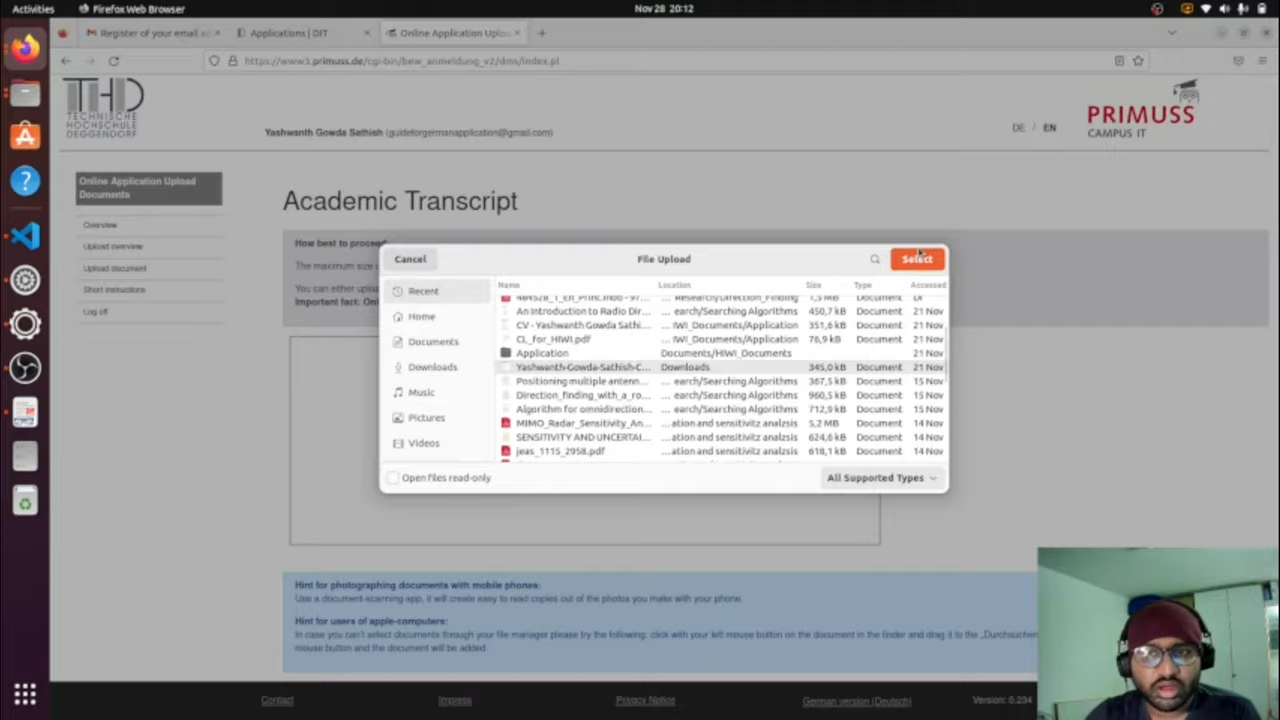 Activities
Firefox Web Browser
Nov 28 20:12
Register of your email a
Applications | DIT
Online Application Uplo
https://www3.primuss.de/cgi-bin/bew_anmeldung_v2/dms/index.pl
THD
TECHNISCHE
HOCHSCHULE
DEGGENDORF
Yashwanth Gowda Sathish (guideforgermanapplication@gmail.com)
DE / EN
PRIMUSS
CAMPUS IT
Online Application Upload
Documents
Overview
Upload overview
Upload document
Short instructions
Log off
Academic Transcript
How best to proceed
The maximum size
You can either uploa
Important fact:
Cancel
File Upload
Select
Recent
Home
Documents
Downloads
Music
Pictures
Videos
Name Location Size Type Accessed
An Introduction to Radio Dir... ... earch/Searching Algorithms 450,7 kB Document 21 Nov
CV - Yashwanth Gowda Sathi... ... IWI_Documents/Application 351,6 kB Document 21 Nov
CL_for_HIWI.pdf ... IWI_Documents/Application 76,9 kB Document 21 Nov
Application Documents/HIWI_Documents 21 Nov
Yashwanth-Gowda-Sathish-C... Downloads 345,0 kB Document 21 Nov
Positioning multiple antenn... ... earch/Searching Algorithms 367,5 kB Document 15 Nov
Direction_finding_with_a_ro... ... earch/Searching Algorithms 960,5 kB Document 15 Nov
Algorithm for omnidirection... ... earch/Searching Algorithms 712,9 kB Document 15 Nov
MIMO_Radar_Sensitivity_An... ...ation and sensitivitz analzsis 5,2 MB Document 14 Nov
SENSITIVITY AND UNCERTAI... ...ation and sensitivitz analzsis 624,6 kB Document 14 Nov
jeas_1115_2958.pdf ...ation and sensitivitz analzsis 618,1 kB Document 14 Nov
Open files read-only
All Supported Types
Hint for photographing documents with mobile phones:
Use a document-scanning-app, it will create easy to read copies out of the photos you make with your phone.
Hint for users of apple-computers:
In case you can't select documents through your file manager please try the following: click with your left mouse button on the document in the finder and drag it to the „Durchsuchen
mouse button and the document will be added.
Contact
Impress
Privacy Notice
German version (Deutsch)
Version: 6.234